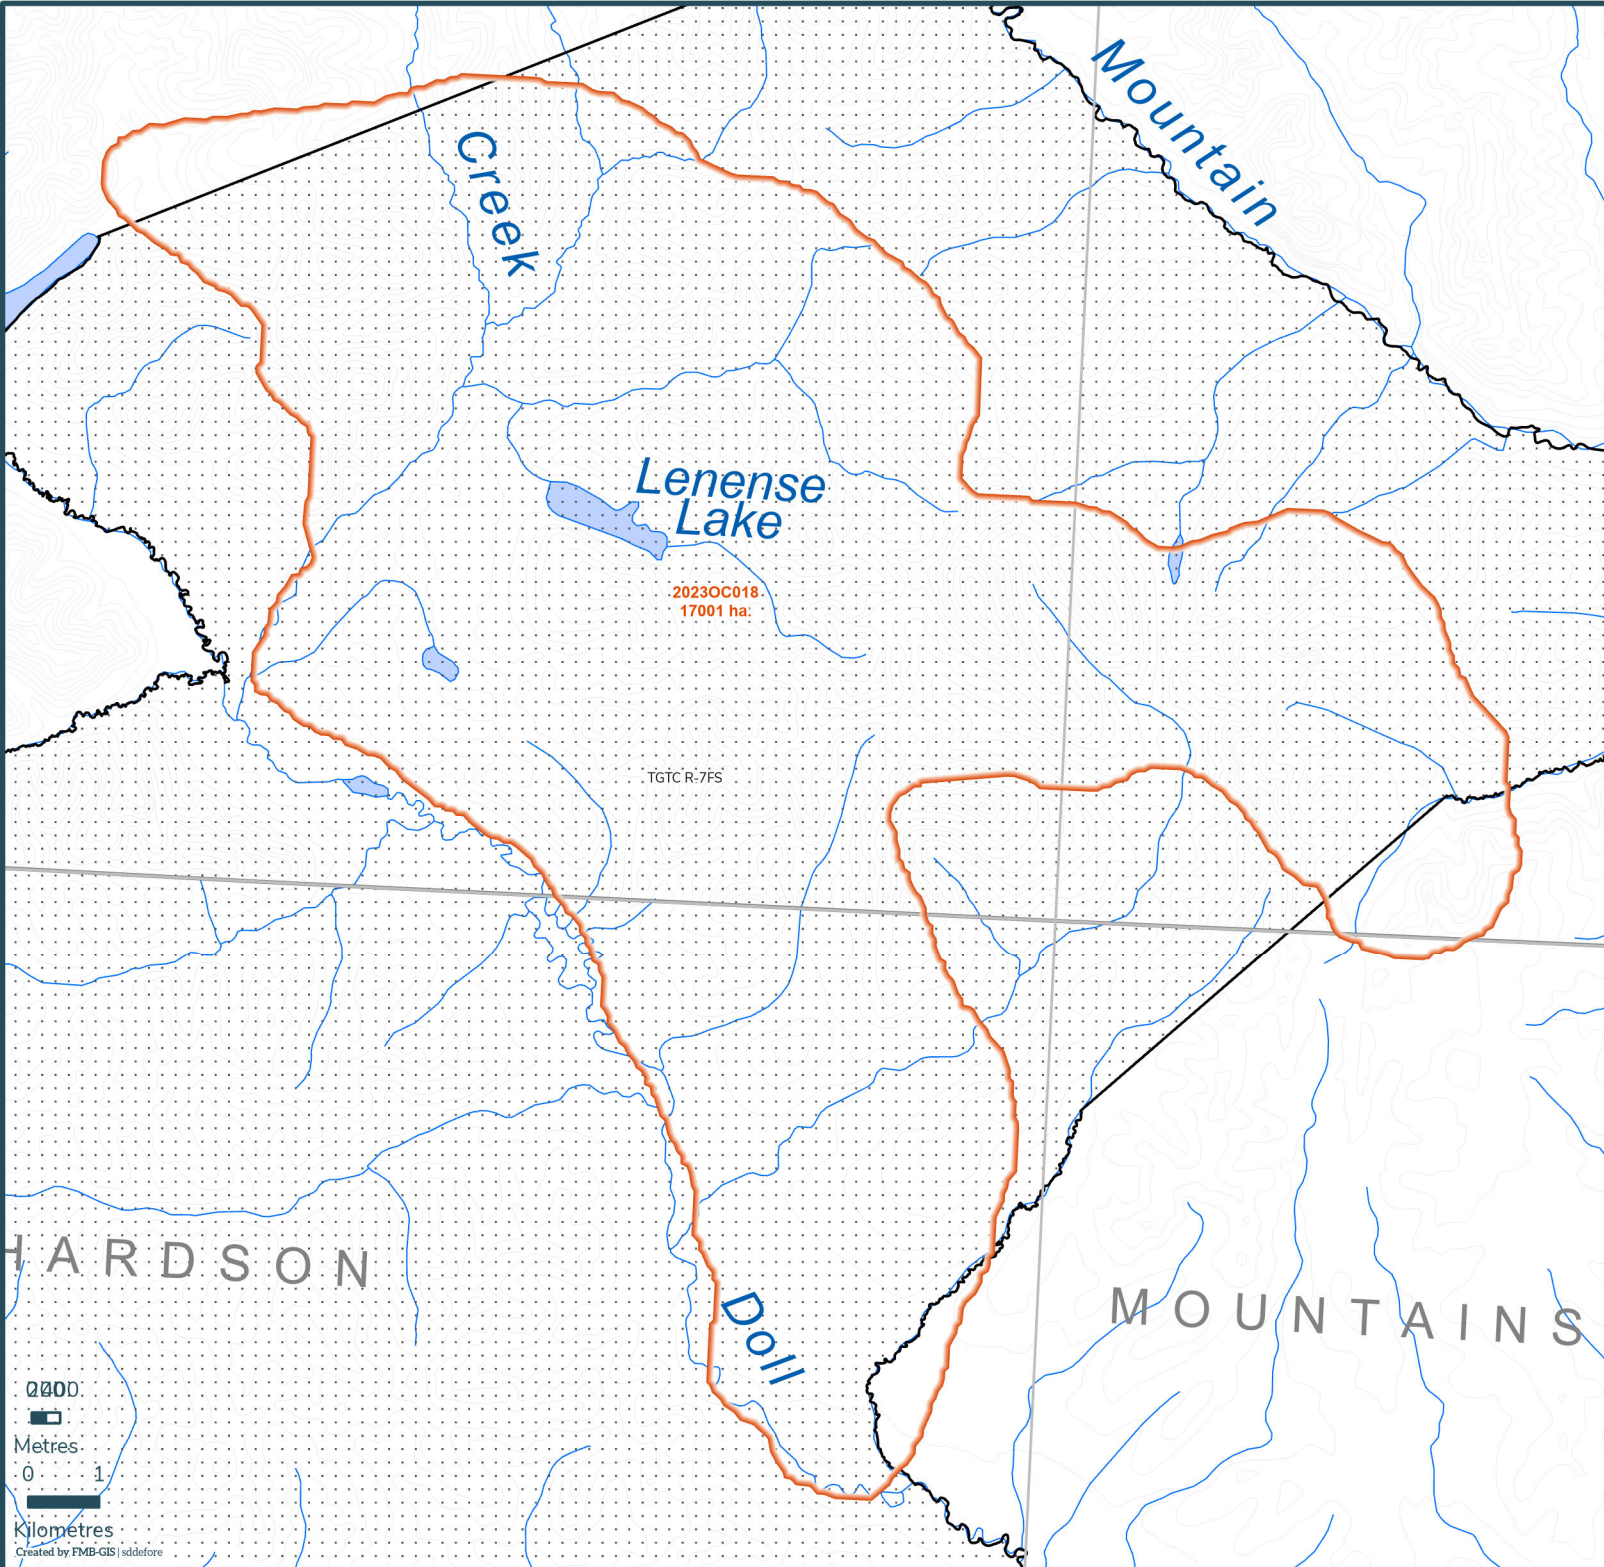 Mountain
Creek
Lenense
Lake
2023OC018
17001 ha.
TGTC R-7FS
HARDSON
MOUNTAINS
Doll
Metres
0 1
Kilometres
Created by FMB-GIS | sddefore